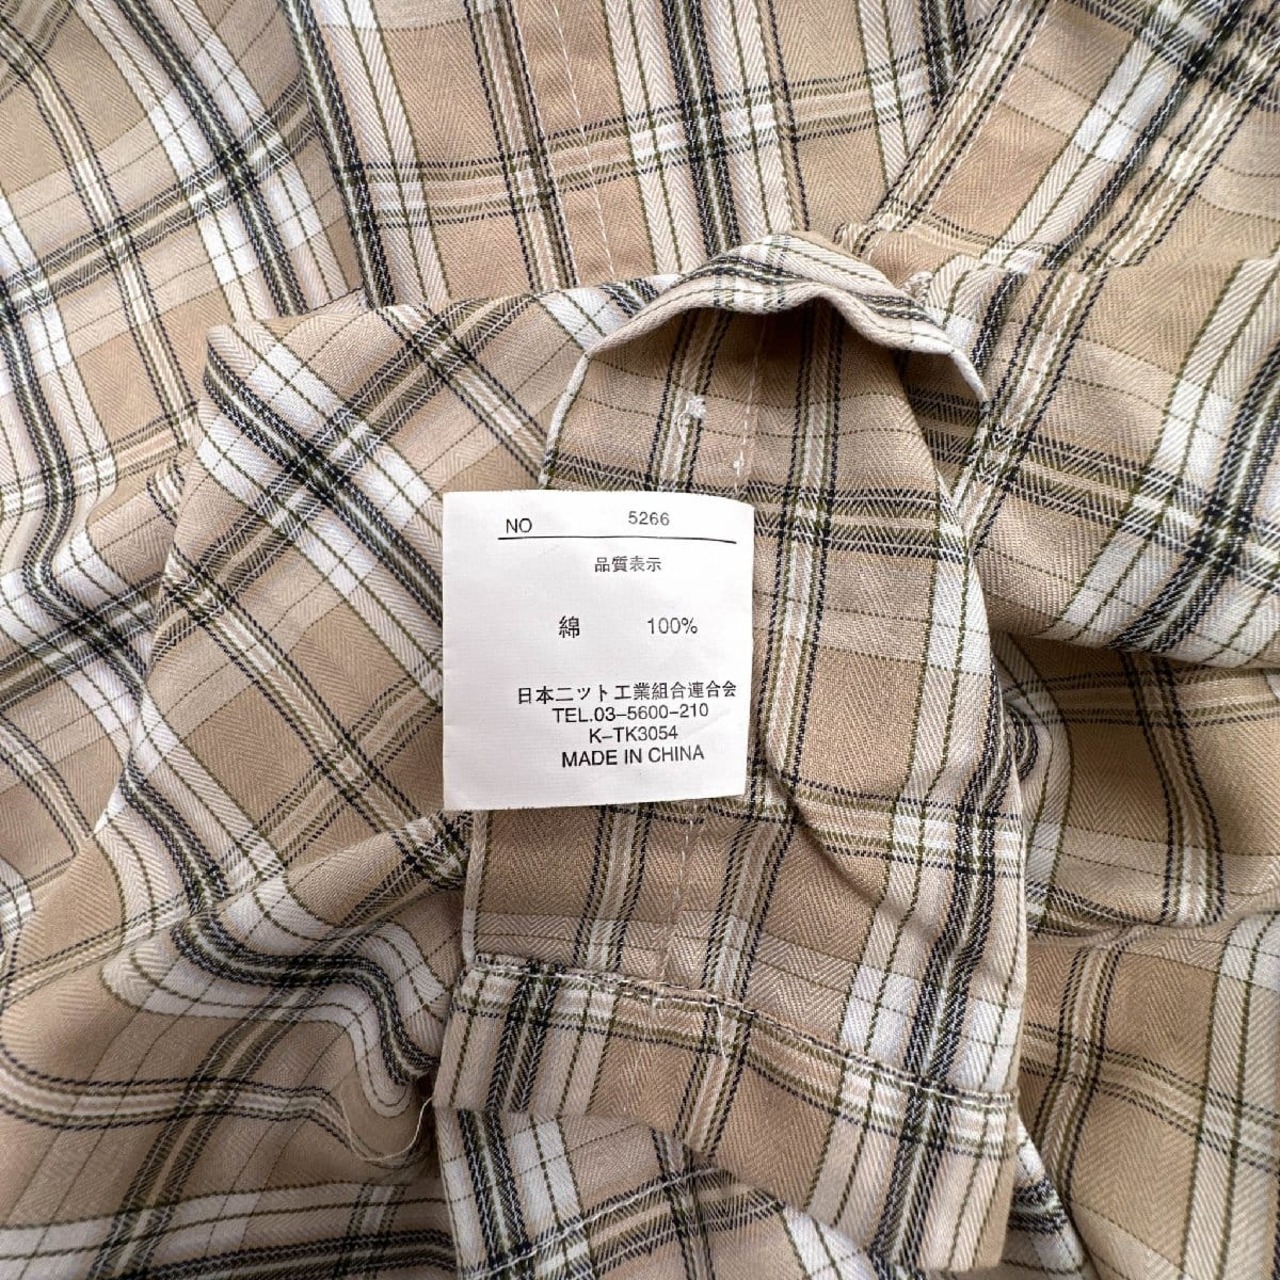 NO 5266
品質表示
綿 100%
日本ニット工業組合連合会
TEL.03–5600–210
K–TK3054
MADE IN CHINA